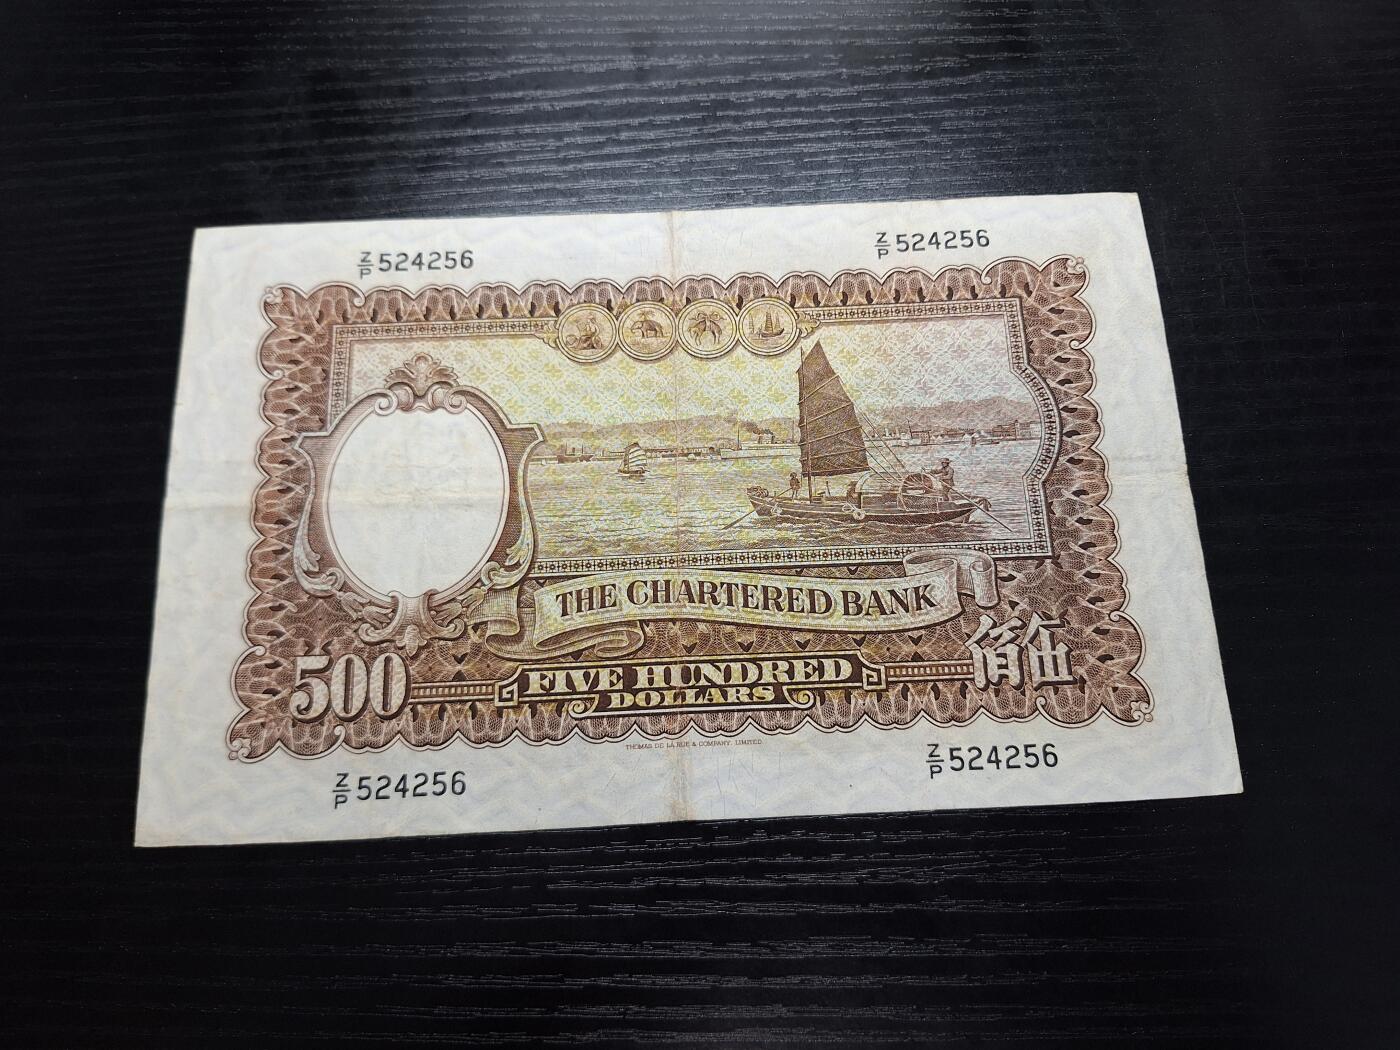 Z/P 524256
Z/P 524256
THE CHARTERED BANK
500
FIVE HUNDRED
DOLLARS
佰伍
THOMAS DE LA RUE & COMPANY, LIMITED.
Z/P 524256
Z/P 524256